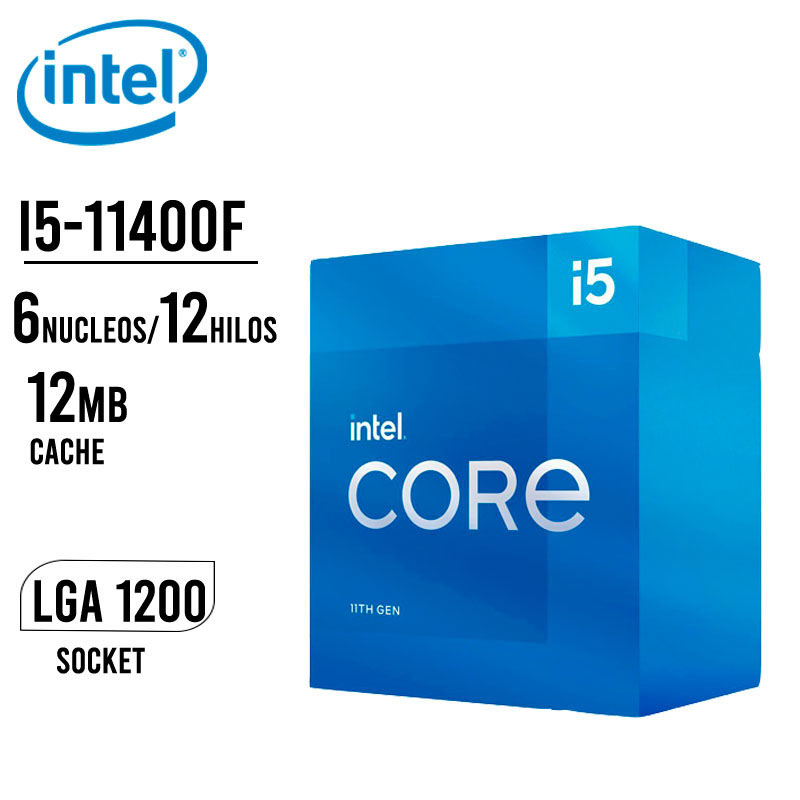 intel®
I5-11400F
6NUCLEOS/12HILOS
12MB
CACHE
LGA 1200
SOCKET
i5
intel.
CORE
11TH GEN